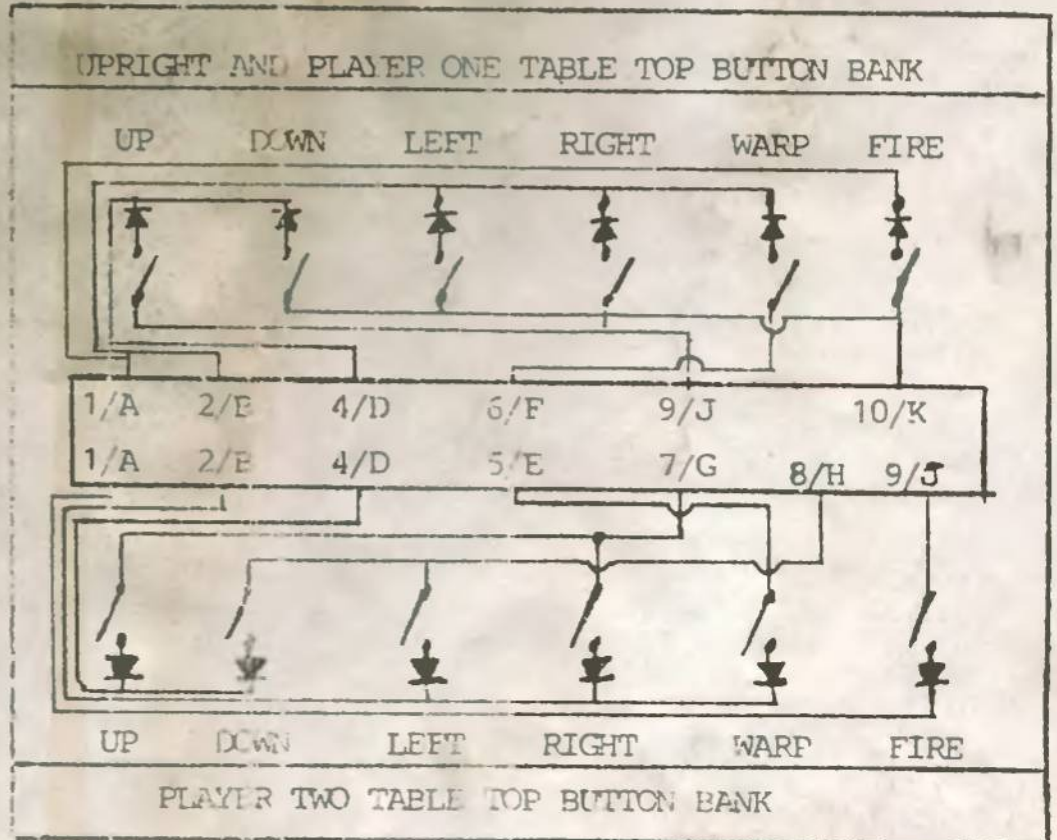 UPRIGHT AND PLAYER ONE TABLE TOP BUTTON BANK
UP DOWN LEFT RIGHT WARP FIRE
1/A 2/B 4/D 6/F 9/J 10/K
1/A 2/B 4/D 5/E 7/G 8/H 9/J
UP DOWN LEFT RIGHT WARP FIRE
PLAYER TWO TABLE TOP BUTTON BANK